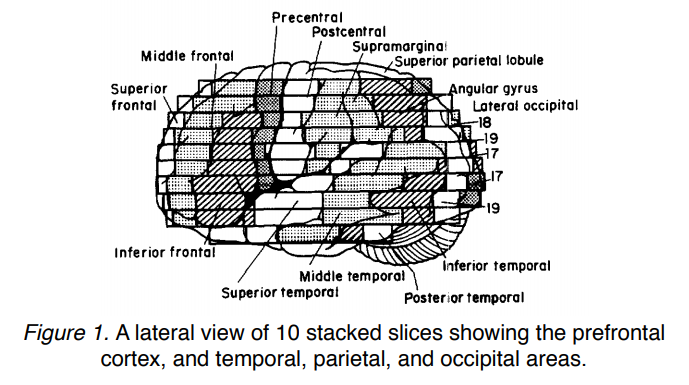 Precentral
Postcentral
Middle frontal
Supramarginal
Superior parietal lobule
Superior
frontal
Angular gyrus
Lateral occipital
18
19
17
17
19
Inferior frontal
Inferior temporal
Middle temporal
Superior temporal
Posterior temporal
Figure 1. A lateral view of 10 stacked slices showing the prefrontal
cortex, and temporal, parietal, and occipital areas.